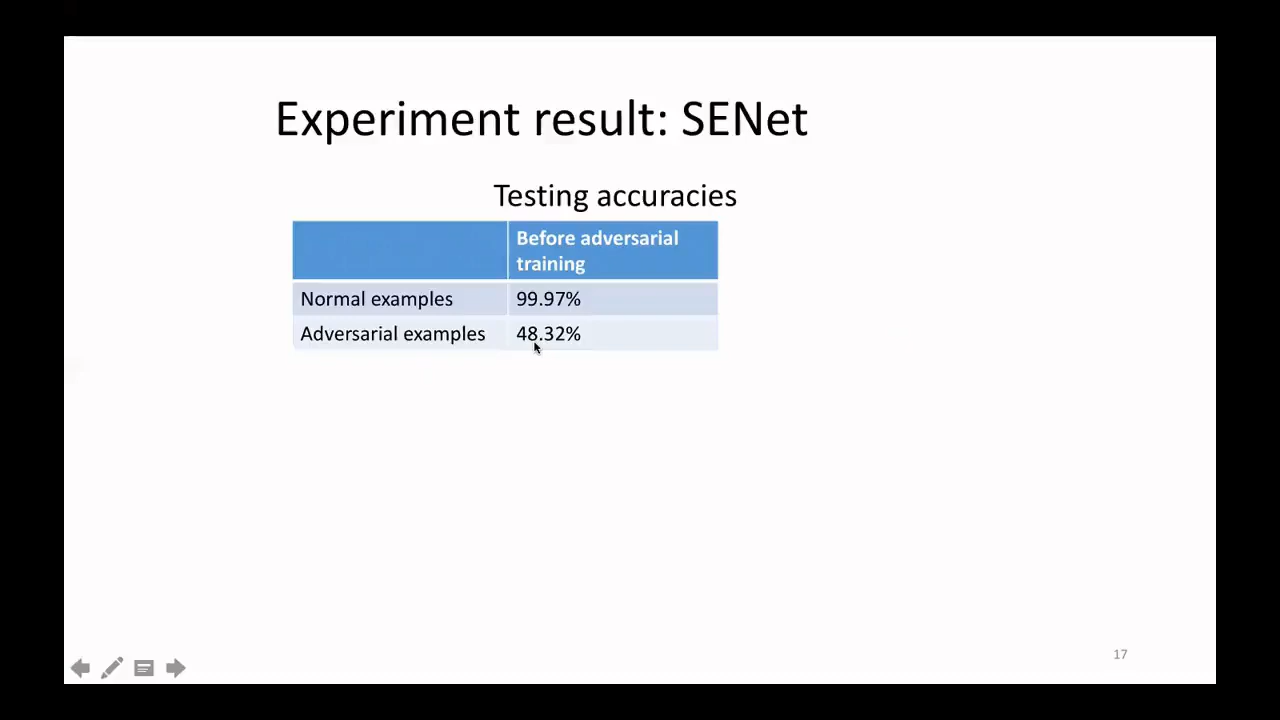 Experiment result: SENet
Testing accuracies
Before adversarial
training
Normal examples 99.97%
Adversarial examples 48.32%
17